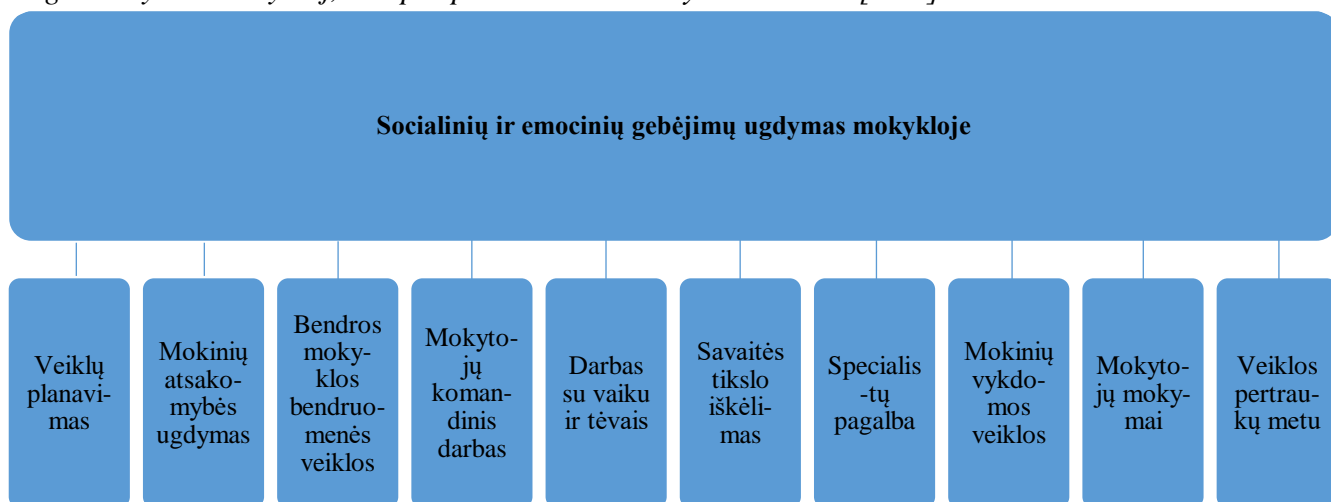 Socialinių ir emocinių gebėjimų ugdymas mokykloje
Veiklų
planavi-
mas
Mokinių
atsako-
mybės
ugdymas
Bendros
moky-
klos
bendruo-
menės
veiklos
Mokyto-
jų
koman-
dinis
darbas
Darbas
su vaiku
ir tėvais
Savaitės
tikslo
iškėli-
mas
Specialis
-tų
pagalba
Mokinių
vykdo-
mos
veiklos
Mokyto-
jų moky-
mai
Veiklos
pertrau-
kų metu